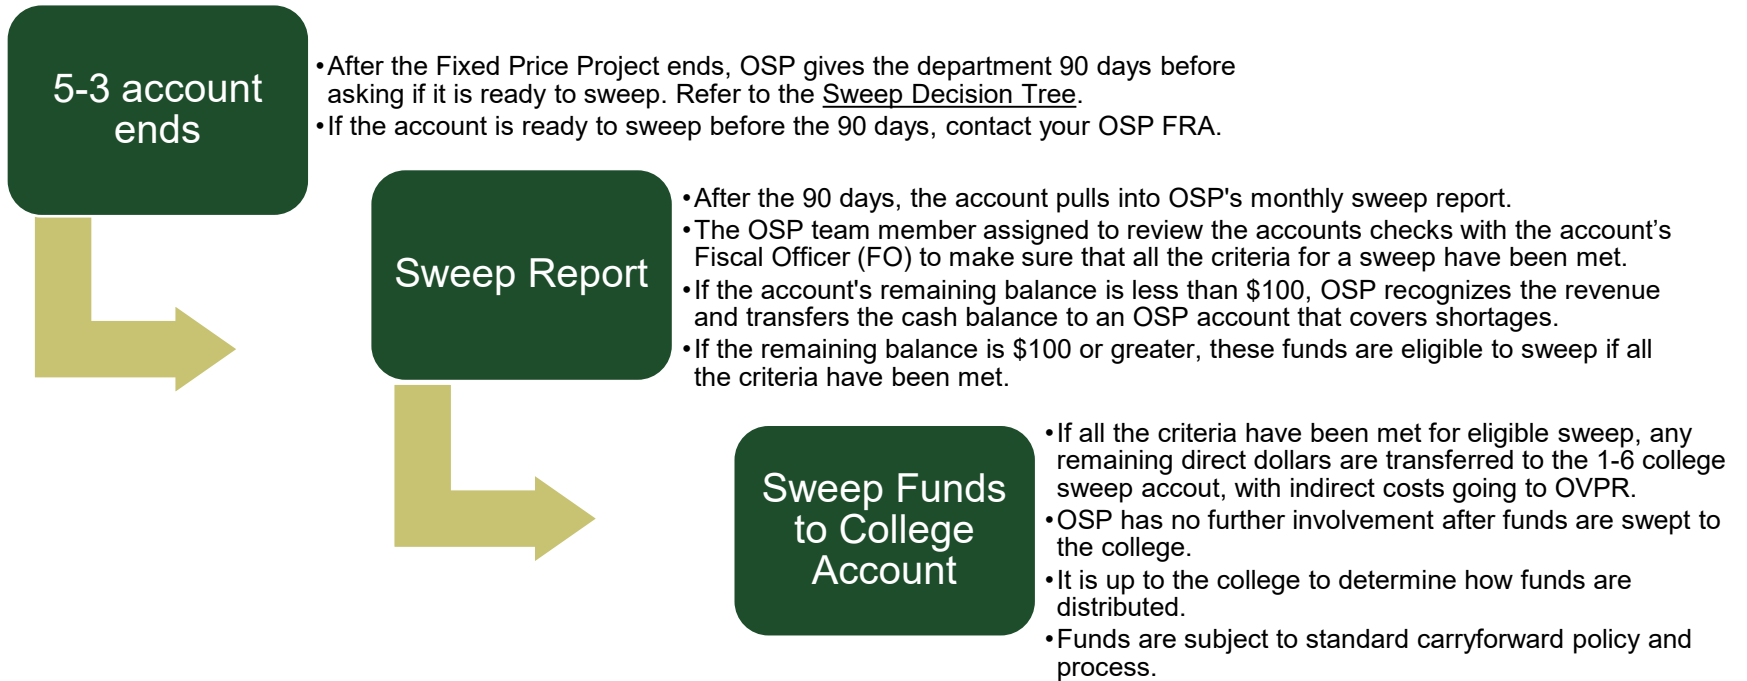 5-3 account
ends
•After the Fixed Price Project ends, OSP gives the department 90 days before
asking if it is ready to sweep. Refer to the Sweep Decision Tree.
•If the account is ready to sweep before the 90 days, contact your OSP FRA.
Sweep Report
•After the 90 days, the account pulls into OSP's monthly sweep report.
•The OSP team member assigned to review the accounts checks with the account’s
Fiscal Officer (FO) to make sure that all the criteria for a sweep have been met.
•If the account's remaining balance is less than $100, OSP recognizes the revenue
and transfers the cash balance to an OSP account that covers shortages.
•If the remaining balance is $100 or greater, these funds are eligible to sweep if all
the criteria have been met.
Sweep Funds
to College
Account
•If all the criteria have been met for eligible sweep, any
remaining direct dollars are transferred to the 1-6 college
sweep accout, with indirect costs going to OVPR.
•OSP has no further involvement after funds are swept to
the college.
•It is up to the college to determine how funds are
distributed.
•Funds are subject to standard carryforward policy and
process.